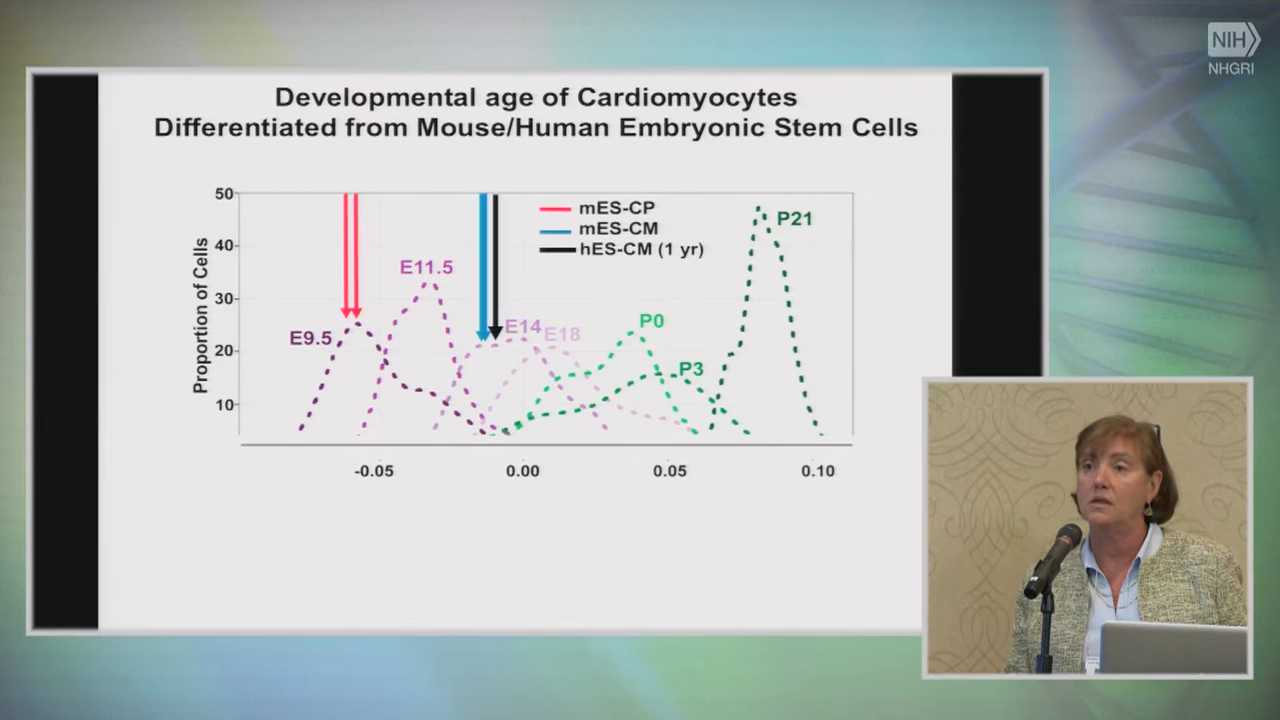 NIH
NHGRI
Developmental age of Cardiomyocytes
Differentiated from Mouse/Human Embryonic Stem Cells
Proportion of Cells
50
40
30
20
10
mES-CP
mES-CM
hES-CM (1 yr)
E9.5
E11.5
E14
E18
P0
P3
P21
-0.05
0.00
0.05
0.10